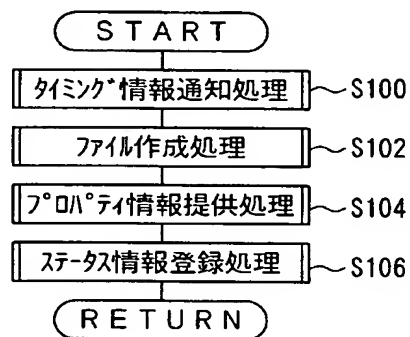 START
タイミング情報通知処理 S100
ファイル作成処理 S102
プロパティ情報提供処理 S104
ステータス情報登録処理 S106
RETURN